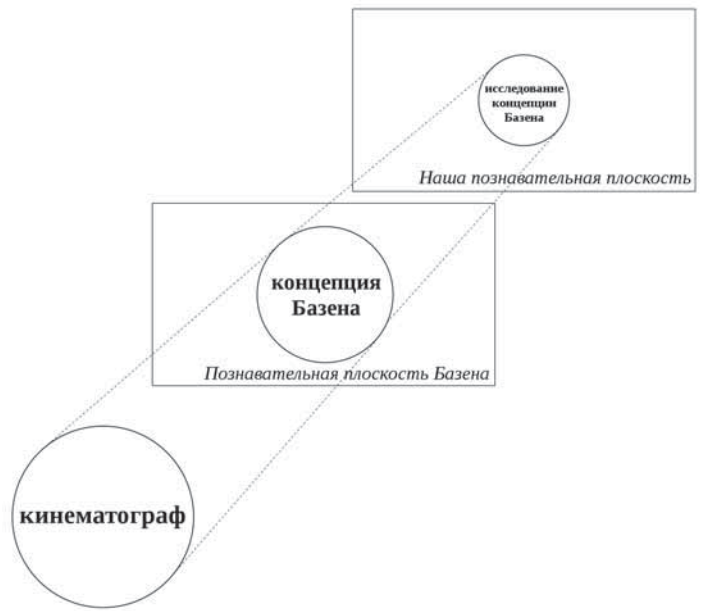 исследование
концепции
Базена
Наша познавательная плоскость
концепция
Базена
Познавательная плоскость Базена
кинематограф